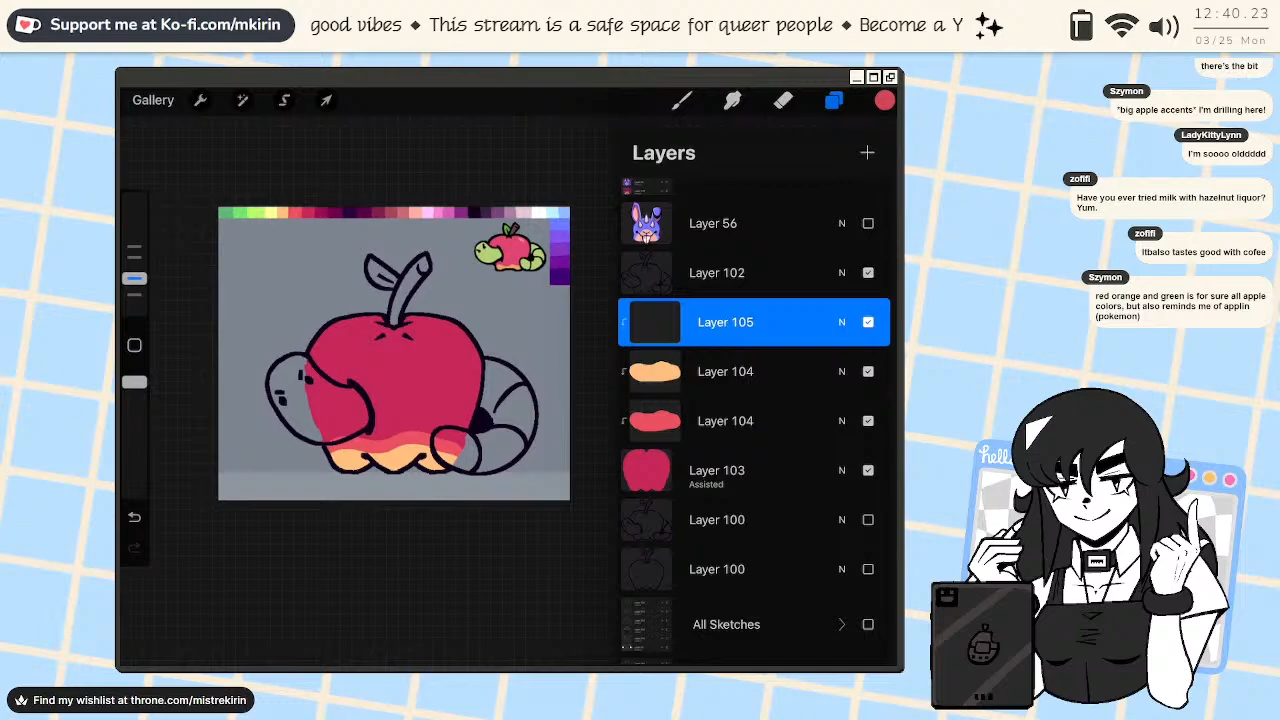 Support me at Ko-fi.com/mkirin
good vibes ◆ This stream is a safe space for queer people ◆ Become a Y
12:40.23
03/25 Mon
there's the bit
Szymon
*big apple accents* I'm drilling here!
LadyKittyLynn
I'm soooo oldddd
zofifi
Have you ever tried milk with hazelnut liquor?
Yum.
zofifi
Itbalso tastes good with cofee
Szymon
red orange and green is for sure all apple
colors, but also reminds me of applin
(pokemon)
Gallery
Layers
Layer 56 N
Layer 102 N
Layer 105 N
Layer 104 N
Layer 104 N
Layer 103 N
Assisted
Layer 100 N
Layer 100 N
All Sketches
hello
Find my wishlist at throne.com/mistrekirin